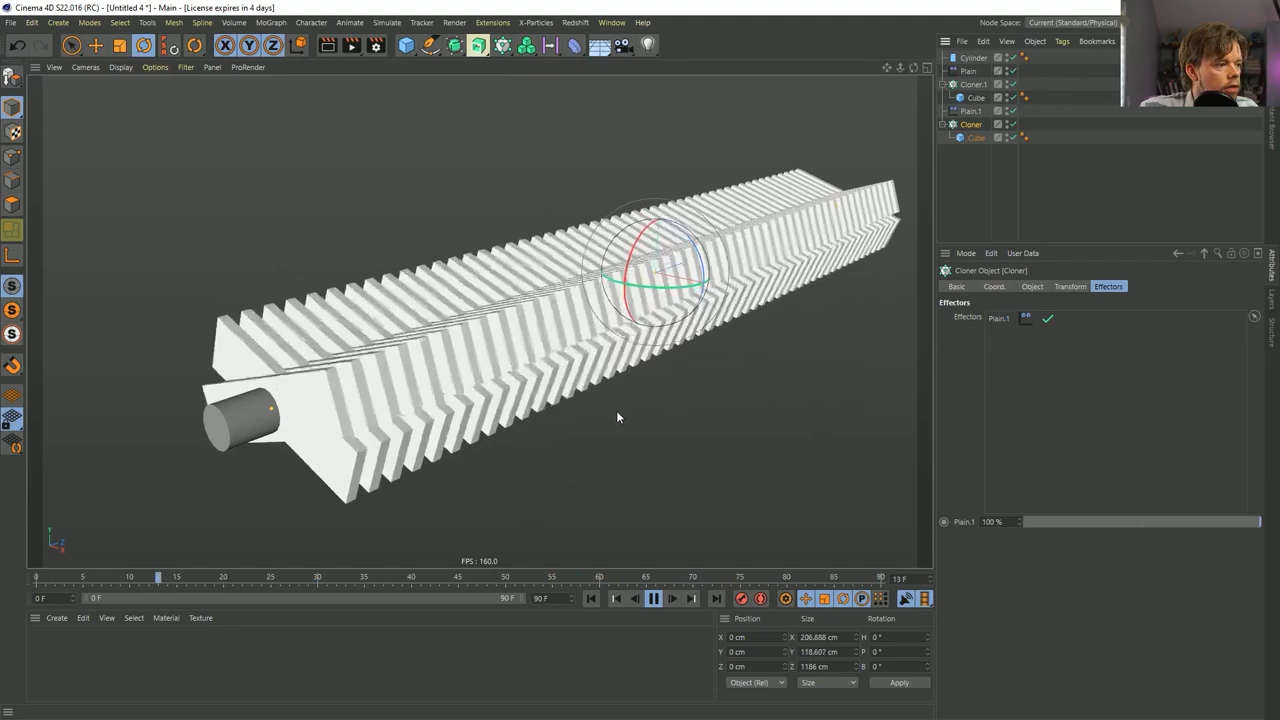 Cinema 4D S22.016 (RC) - [Untitled 4 *] - Main - [License expires in 4 days]
File Edit Create Modes Select Tools Mesh Spline Volume MoGraph Character Animate Simulate Tracker Render Extensions X-Particles Redshift Window Help
Node Space: Current (Standard/Physical)
File Edit View Object Tags Bookmarks
View Cameras Display Options Filter Panel ProRender
Cylinder
Plain
Cloner.1
Cube
Plain.1
Cloner
Cube
Mode Edit User Data
Cloner Object [Cloner]
Basic Coord. Object Transform Effectors
Effectors
Effectors Plain.1
Plain.1 100 %
Attributes
Layers
Structure
Y
Z
X
FPS : 160.0
0 5 10 15 20 25 30 35 40 45 50 55 60 65 70 75 80 85 90 13 F
0 F 0 F 90 F 90 F
Create Edit View Select Material Texture
Position Size Rotation
X 0 cm X 206.888 cm H 0 °
Y 0 cm Y 118.607 cm P 0 °
Z 0 cm Z 1186 cm B 0 °
Object (Rel) Size Apply